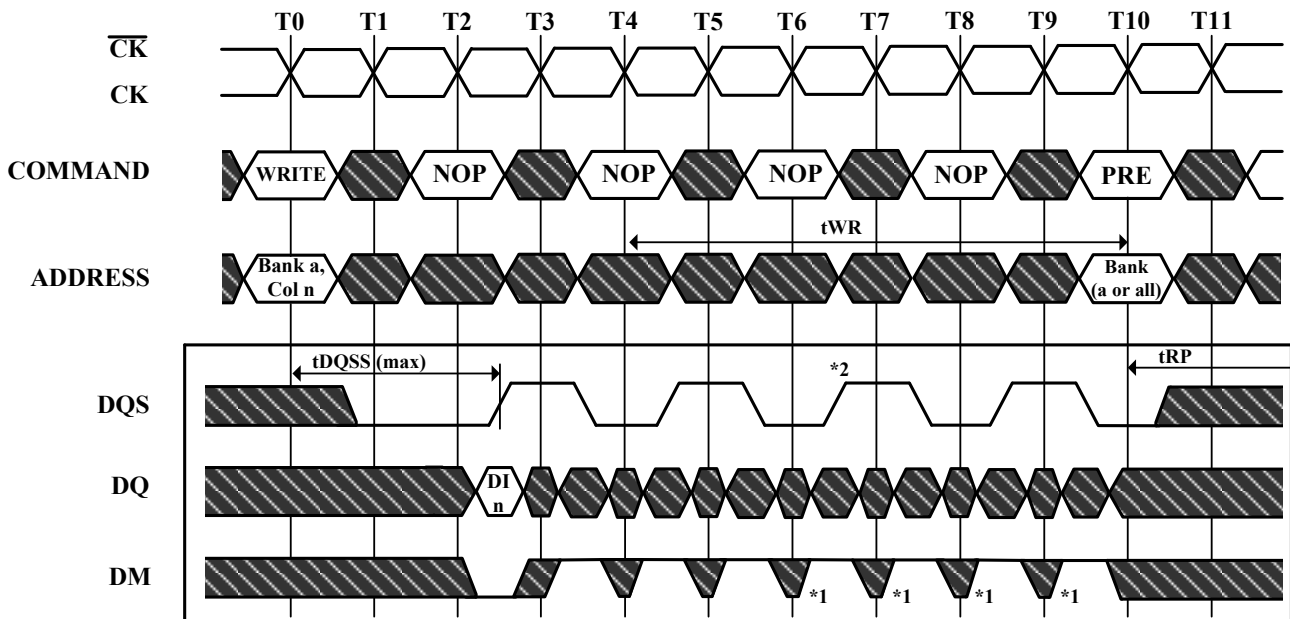 T0 T1 T2 T3 T4 T5 T6 T7 T8 T9 T10 T11
CK
CK
COMMAND WRITE NOP NOP NOP NOP PRE
tWR
ADDRESS Bank a, Col n Bank (a or all)
tDQSS (max) tRP
*2
DQS
DQ DI n
DM
*1 *1 *1 *1